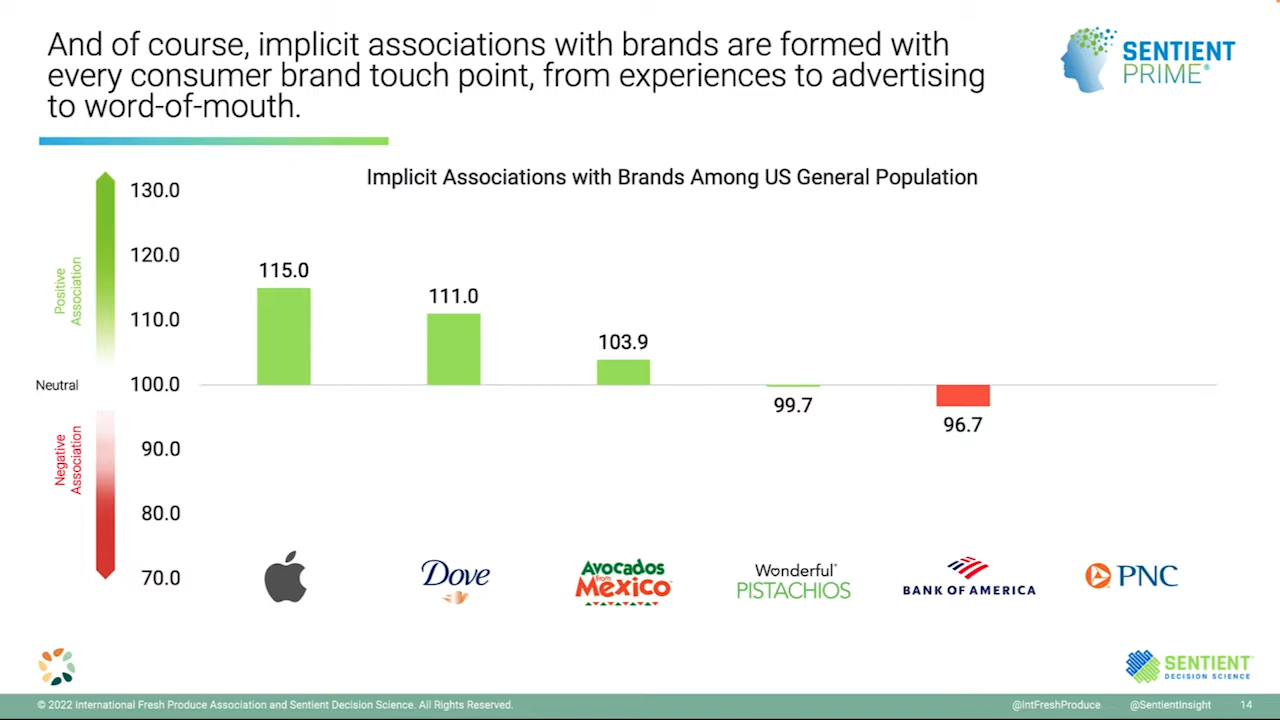 And of course, implicit associations with brands are formed with
every consumer brand touch point, from experiences to advertising
to word-of-mouth.
SENTIENT
PRIME®
Implicit Associations with Brands Among US General Population
130.0
120.0
110.0
100.0
90.0
80.0
70.0
Positive
Association
Neutral
Negative
Association
115.0
111.0
103.9
99.7
96.7
Dove
Avocados
from
Mexico
Wonderful®
PISTACHIOS
BANK OF AMERICA
PNC
SENTIENT
DECISION SCIENCE
© 2022 International Fresh Produce Association and Sentient Decision Science. All Rights Reserved.
@IntFreshProduce
@SentientInsight
14